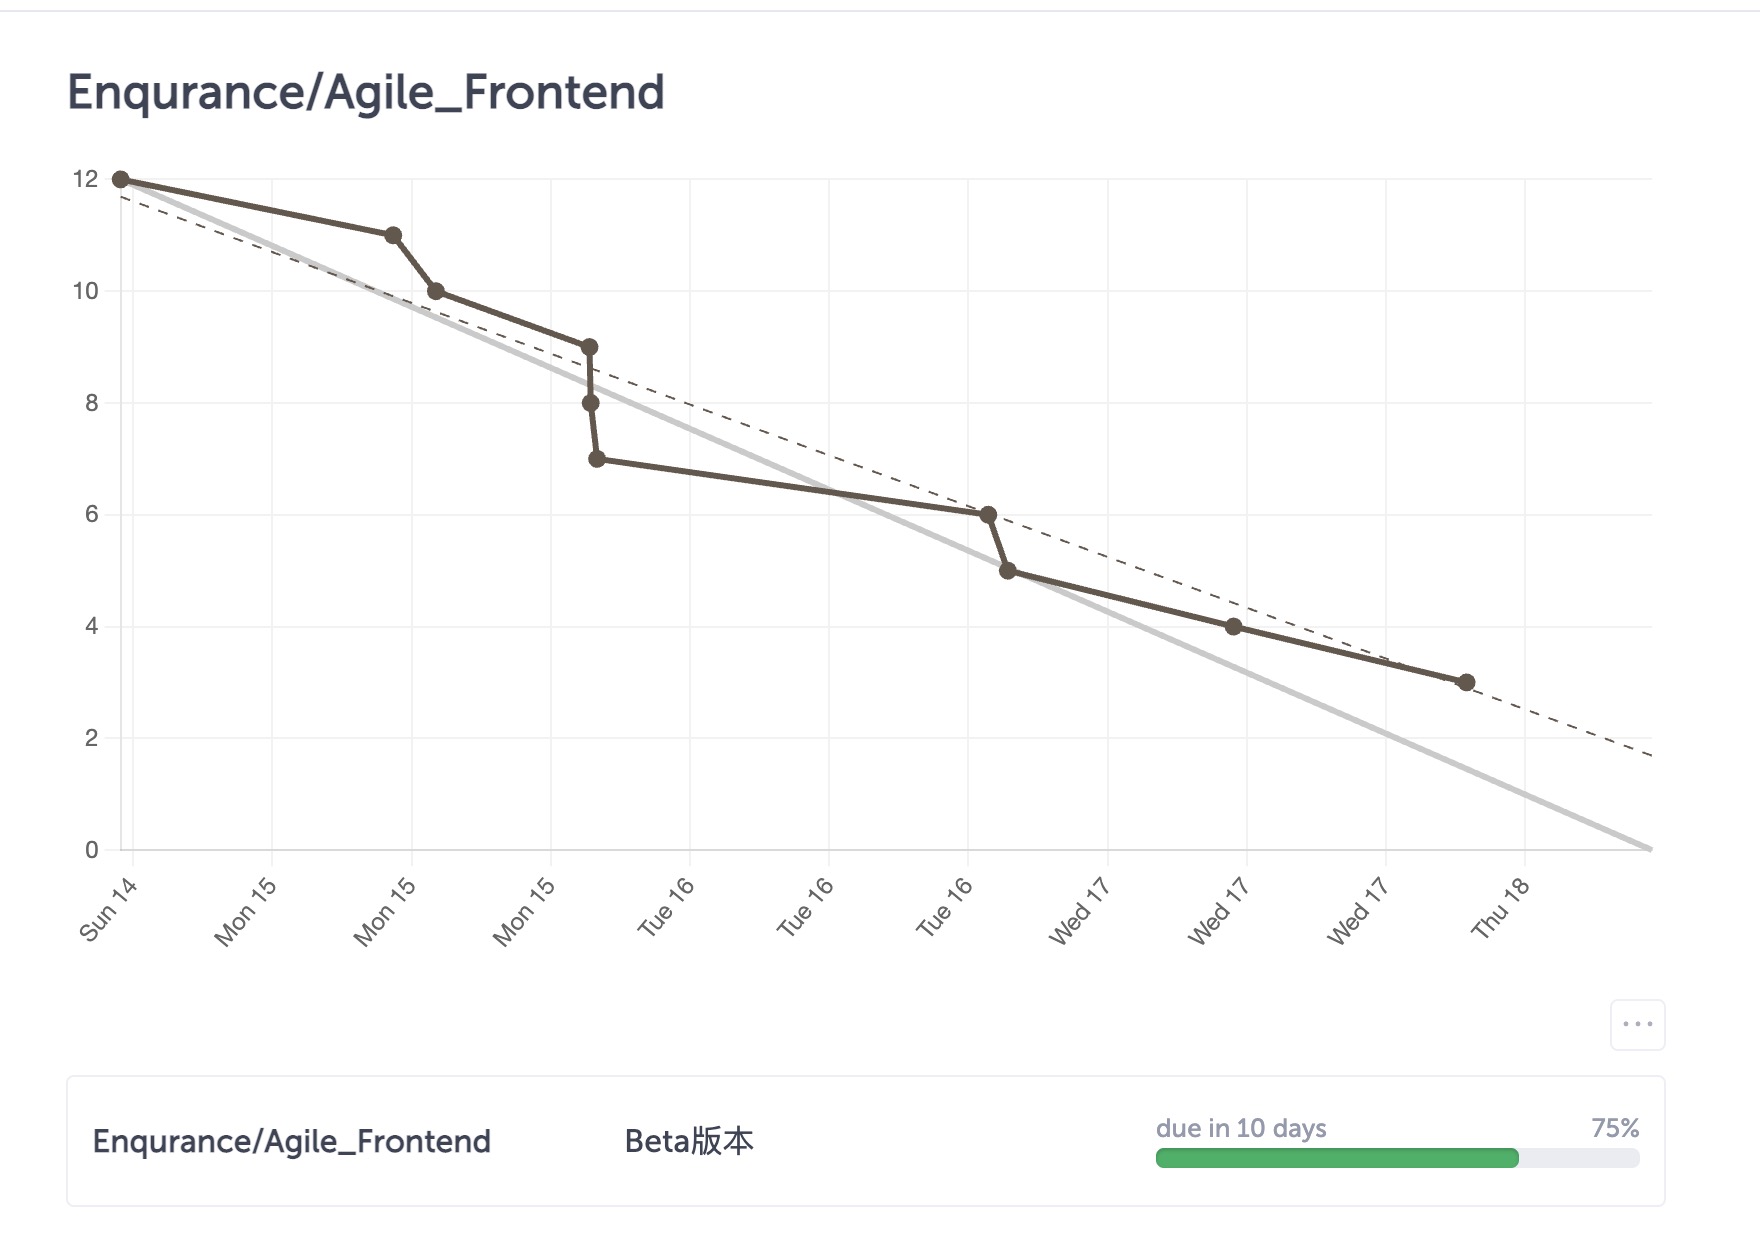 Enqurance/Agile_Frontend
12
10
8
6
4
2
0
Sun 14
Mon 15
Mon 15
Mon 15
Tue 16
Tue 16
Tue 16
Wed 17
Wed 17
Wed 17
Thu 18
Enqurance/Agile_Frontend
Beta版本
due in 10 days
75%